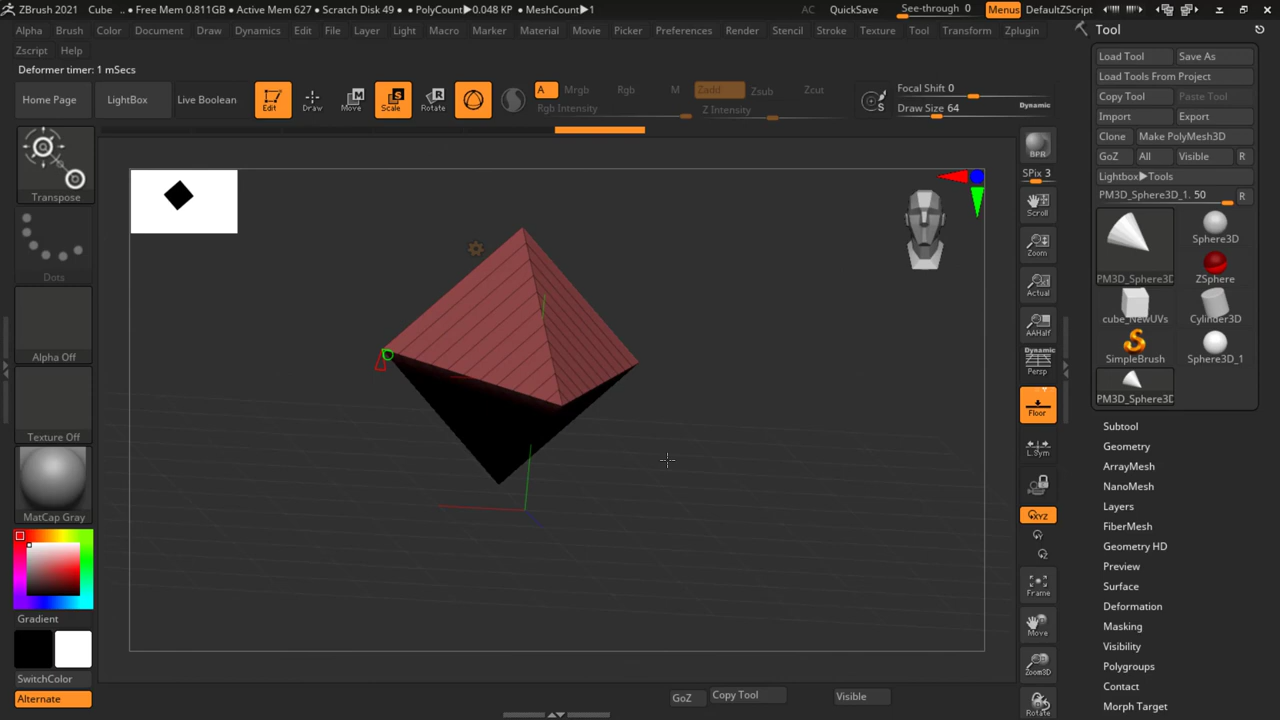 ZBrush 2021 Cube .. • Free Mem 0.811GB • Active Mem 627 • Scratch Disk 49 • PolyCount▶0.048 KP • MeshCount▶1 AC QuickSave See-through 0 Menus DefaultZScript
Alpha Brush Color Document Draw Dynamics Edit File Layer Light Macro Marker Material Movie Picker Preferences Render Stencil Stroke Texture Tool Transform Zplugin
Zscript Help
Deformer timer: 1 mSecs
Home Page LightBox Live Boolean Edit Draw Move Scale Rotate A Mrgb Rgb M Zadd Zsub Zcut
Rgb Intensity Z Intensity
Focal Shift 0
Draw Size 64 Dynamic
Transpose
Dots
Alpha Off
Texture Off
MatCap Gray
Gradient
SwitchColor
Alternate
BPR
SPix 3
Scroll
Zoom
Actual
AAHalf
Dynamic
Persp
Floor
L.Sym
XYZ
Y
Z
Frame
Move
Zoom3D
Rotate
GoZ Copy Tool Visible
Tool
Load Tool Save As
Load Tools From Project
Copy Tool Paste Tool
Import Export
Clone Make PolyMesh3D
GoZ All Visible R
Lightbox▶Tools
PM3D_Sphere3D_1. 50 R
PM3D_Sphere3D Sphere3D
ZSphere
cube_NewUVs Cylinder3D
SimpleBrush Sphere3D_1
PM3D_Sphere3D
Subtool
Geometry
ArrayMesh
NanoMesh
Layers
FiberMesh
Geometry HD
Preview
Surface
Deformation
Masking
Visibility
Polygroups
Contact
Morph Target